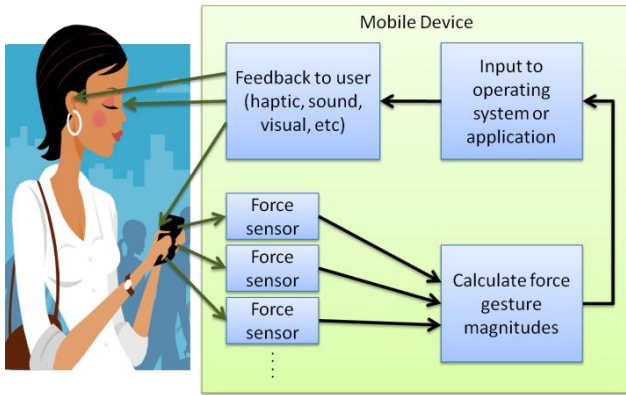 Mobile Device
Feedback to user
(haptic, sound,
visual, etc)
Input to
operating
system or
application
Force
sensor
Force
sensor
Force
sensor
.....
Calculate force
gesture
magnitudes